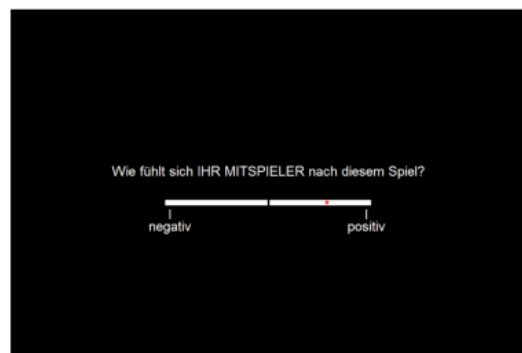 Wie fühlt sich IHR MITSPIELER nach diesem Spiel?
negativ positiv